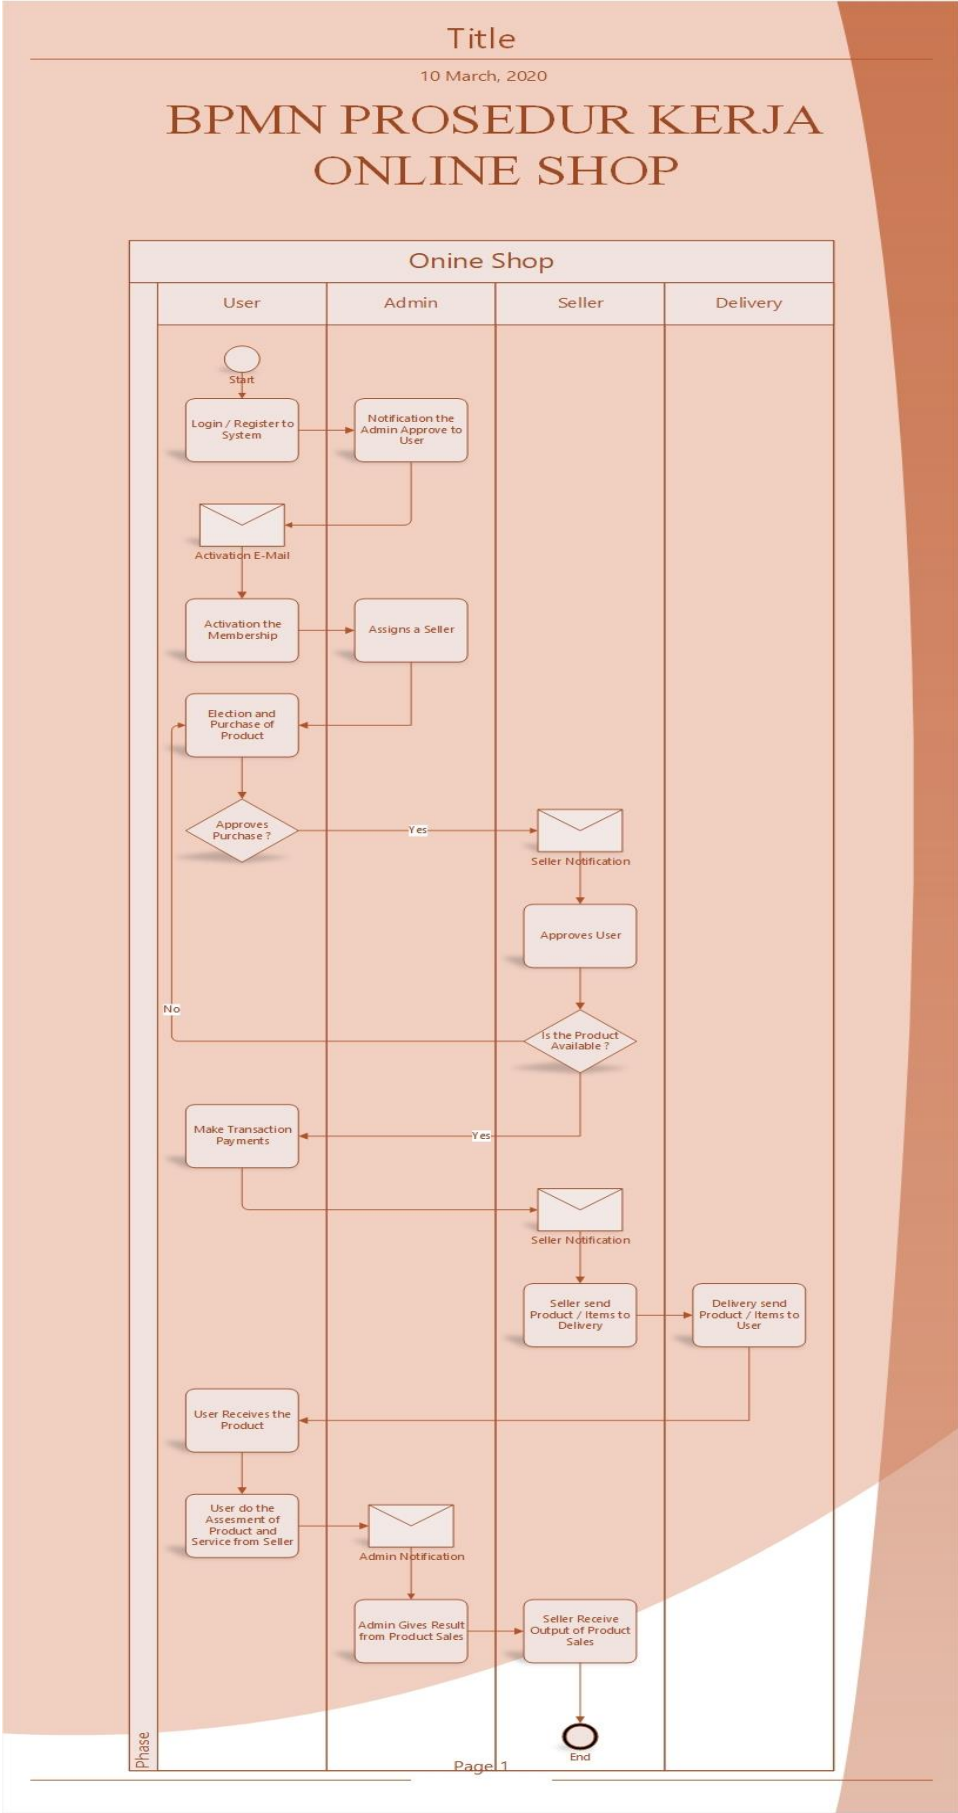 Title
10 March, 2020
BPMN PROSEDUR KERJA
ONLINE SHOP
Onine Shop
User
Admin
Seller
Delivery
Start
Login / Register to
System
Notification the
Admin Approve to
User
Activation E-Mail
Activation the
Membership
Assigns a Seller
Election and
Purchase of
Product
Approves
Purchase ?
Yes
Seller Notification
Approves User
No
Is the Product
Available ?
Make Transaction
Payments
Yes
Seller Notification
Seller send
Product / Items to
Delivery
Delivery send
Product / Items to
User
User Receives the
Product
User do the
Assesment of
Product and
Service from Seller
Admin Notification
Admin Gives Result
from Product Sales
Seller Receive
Output of Product
Sales
End
Phase
Page 1